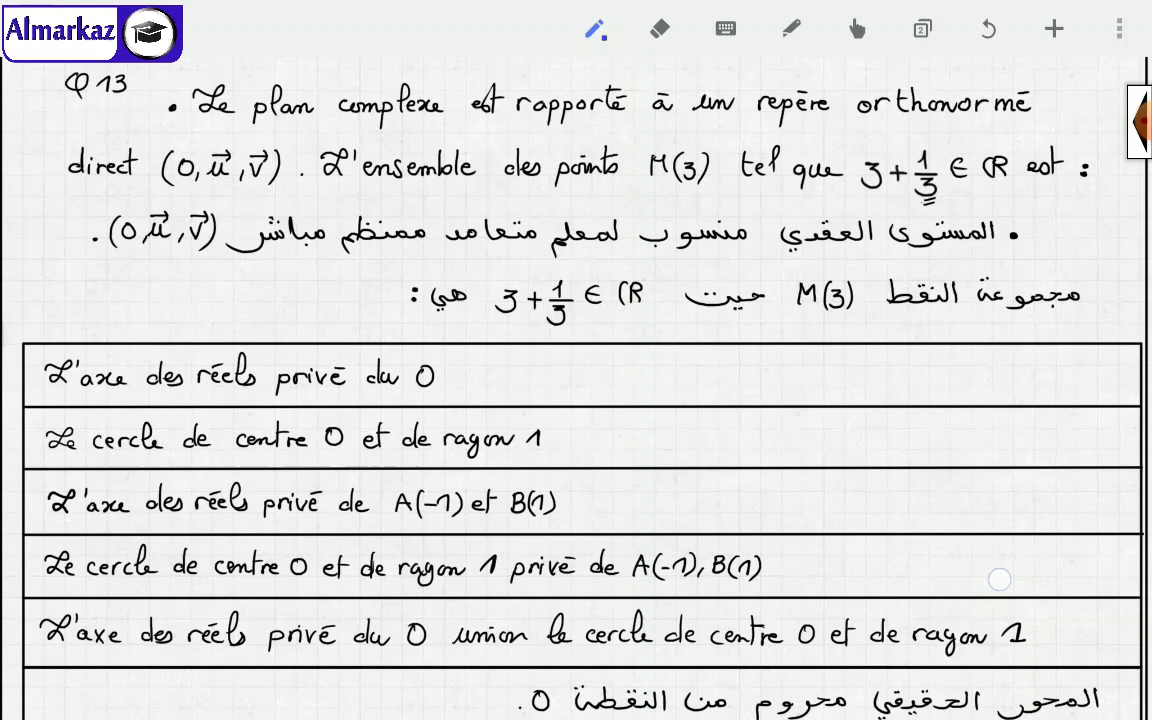 Almarkaz
Q13
• Le plan complexe est rapporté à un repère orthonormé
direct (O, u⃗, v⃗). L'ensemble des points M(z) tel que z + 1/z ∈ ℝ est :
• المستوى العقدي منسوب لمعلم متعامد ممنظم مباشر (O, u⃗, v⃗).
مجموعة النقط M(z) حيت z + 1/z ∈ ℝ هي :
L'axe des réels privé du O
Le cercle de centre O et de rayon 1
L'axe des réels privé de A(-1) et B(1)
Le cercle de centre O et de rayon 1 privé de A(-1), B(1)
L'axe des réels privé du O union le cercle de centre O et de rayon 1
المحور الحقيقي محروم من النقطة O.